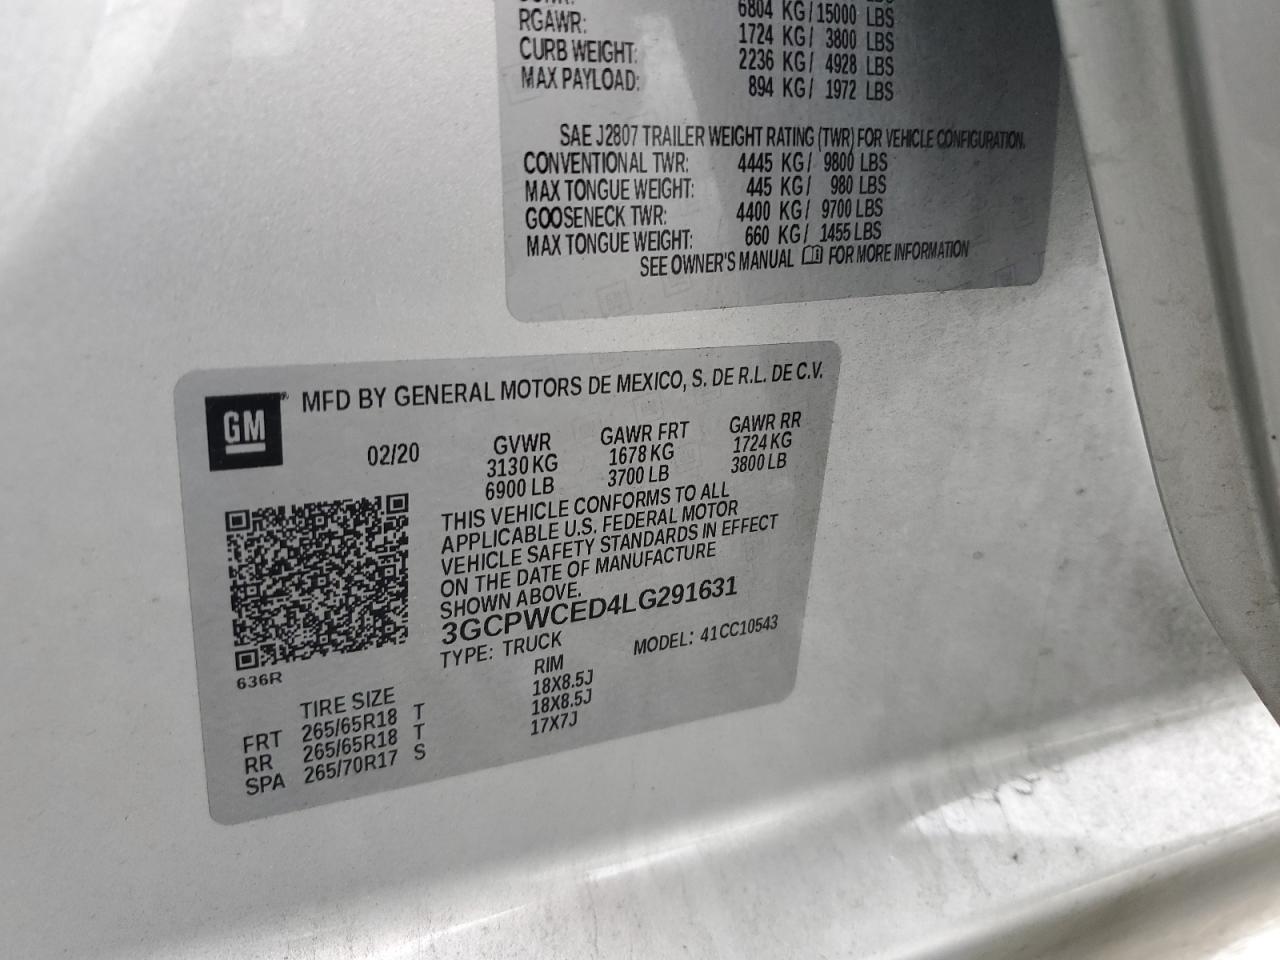 6804 KG/15000 LBS
RGAWR: 1724 KG/ 3800 LBS
CURB WEIGHT: 2236 KG/ 4928 LBS
MAX PAYLOAD: 894 KG/ 1972 LBS
SAE J2807 TRAILER WEIGHT RATING (TWR) FOR VEHICLE CONFIGURATION.
CONVENTIONAL TWR: 4445 KG/ 9800 LBS
MAX TONGUE WEIGHT: 445 KG/ 980 LBS
GOOSENECK TWR: 4400 KG/ 9700 LBS
MAX TONGUE WEIGHT: 660 KG/ 1455 LBS
SEE OWNER'S MANUAL FOR MORE INFORMATION
GM
MFD BY GENERAL MOTORS DE MEXICO, S. DE R.L. DE C.V.
02/20 GVWR GAWR FRT GAWR RR
3130 KG 1678 KG 1724 KG
6900 LB 3700 LB 3800 LB
THIS VEHICLE CONFORMS TO ALL
APPLICABLE U.S. FEDERAL MOTOR
VEHICLE SAFETY STANDARDS IN EFFECT
ON THE DATE OF MANUFACTURE
SHOWN ABOVE.
3GCPWCED4LG291631
TYPE: TRUCK MODEL: 41CC10543
636R
TIRE SIZE RIM
FRT 265/65R18 T 18X8.5J
RR 265/65R18 T 18X8.5J
SPA 265/70R17 S 17X7J